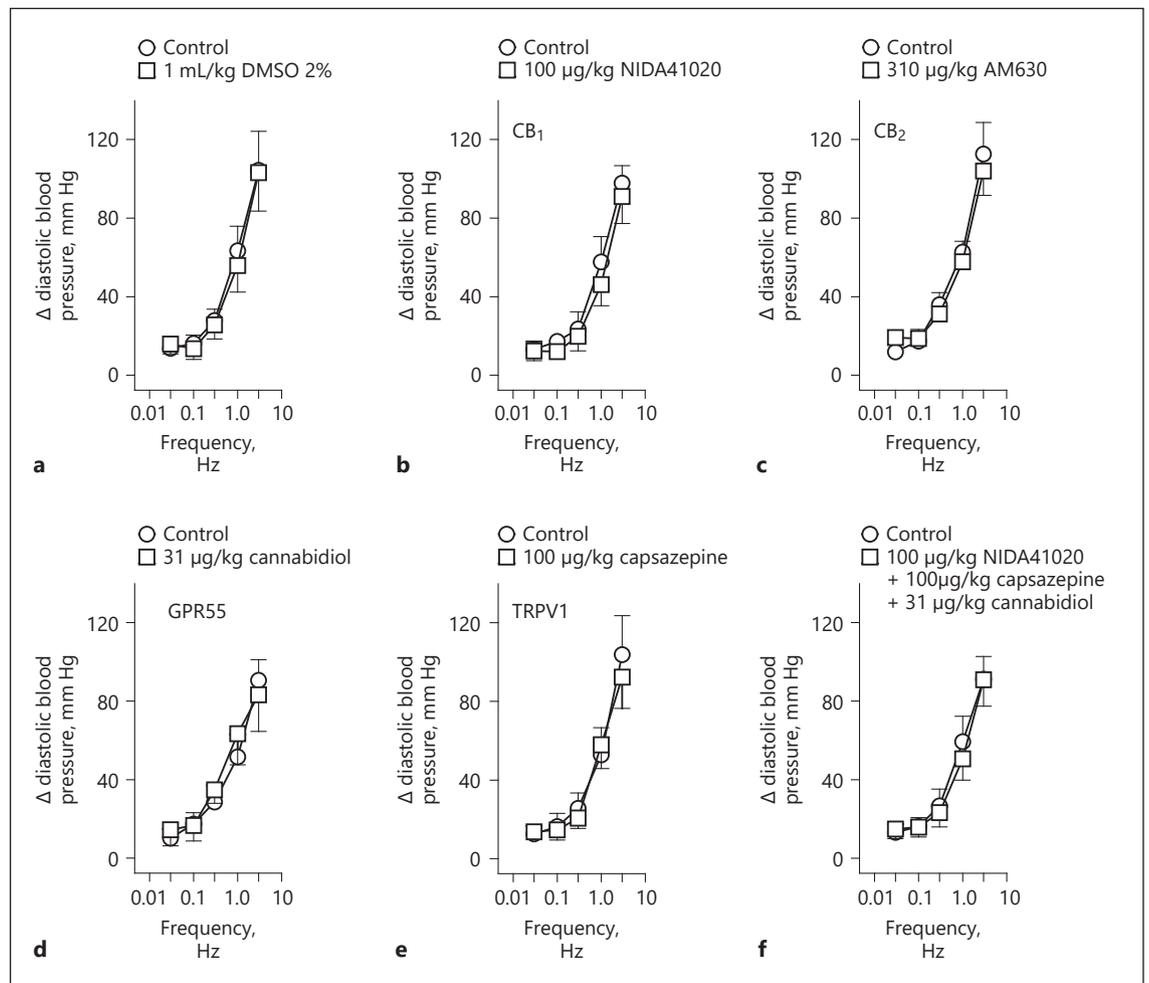 Control
1 mL/kg DMSO 2%
120
80
40
0
Δ diastolic blood
pressure, mm Hg
0.01 0.1 1.0 10
Frequency,
Hz
a
Control
100 µg/kg NIDA41020
CB1
120
80
40
0
Δ diastolic blood
pressure, mm Hg
0.01 0.1 1.0 10
Frequency,
Hz
b
Control
310 µg/kg AM630
CB2
120
80
40
0
Δ diastolic blood
pressure, mm Hg
0.01 0.1 1.0 10
Frequency,
Hz
c
Control
31 µg/kg cannabidiol
GPR55
120
80
40
0
Δ diastolic blood
pressure, mm Hg
0.01 0.1 1.0 10
Frequency,
Hz
d
Control
100 µg/kg capsazepine
TRPV1
120
80
40
0
Δ diastolic blood
pressure, mm Hg
0.01 0.1 1.0 10
Frequency,
Hz
e
Control
100 µg/kg NIDA41020
+ 100µg/kg capsazepine
+ 31 µg/kg cannabidiol
120
80
40
0
Δ diastolic blood
pressure, mm Hg
0.01 0.1 1.0 10
Frequency,
Hz
f